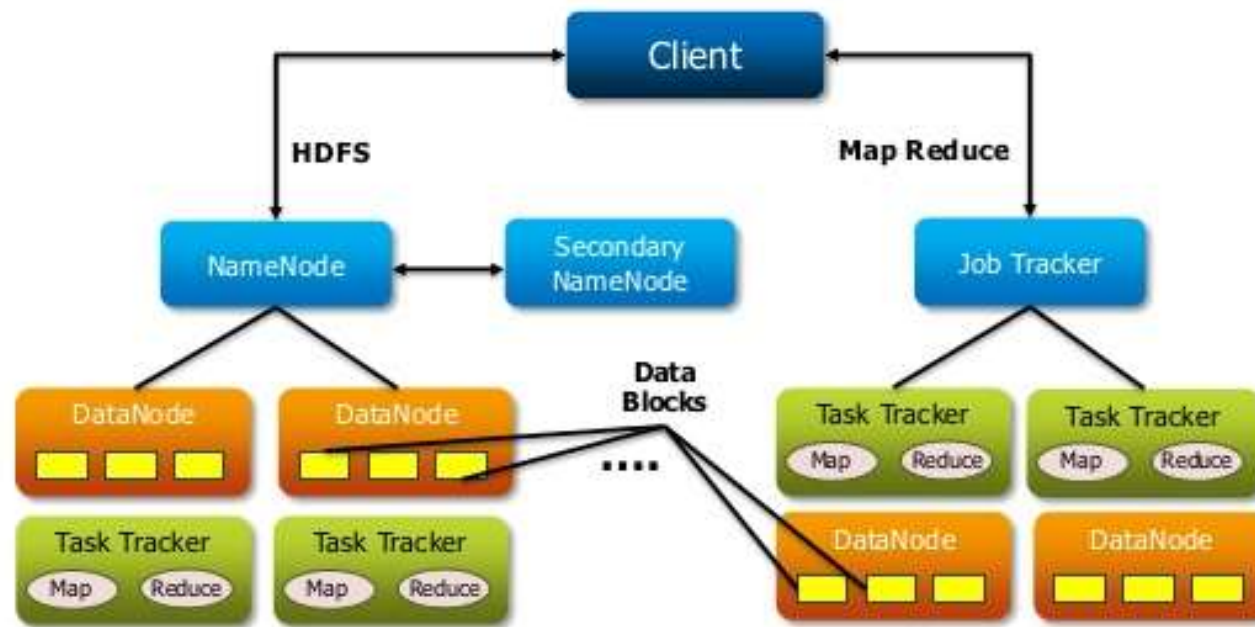 Client
HDFS
Map Reduce
NameNode
Secondary
NameNode
Job Tracker
Data
Blocks
DataNode
DataNode
....
Task Tracker
Map
Reduce
Task Tracker
Map
Reduce
Task Tracker
Map
Reduce
Task Tracker
Map
Reduce
DataNode
DataNode